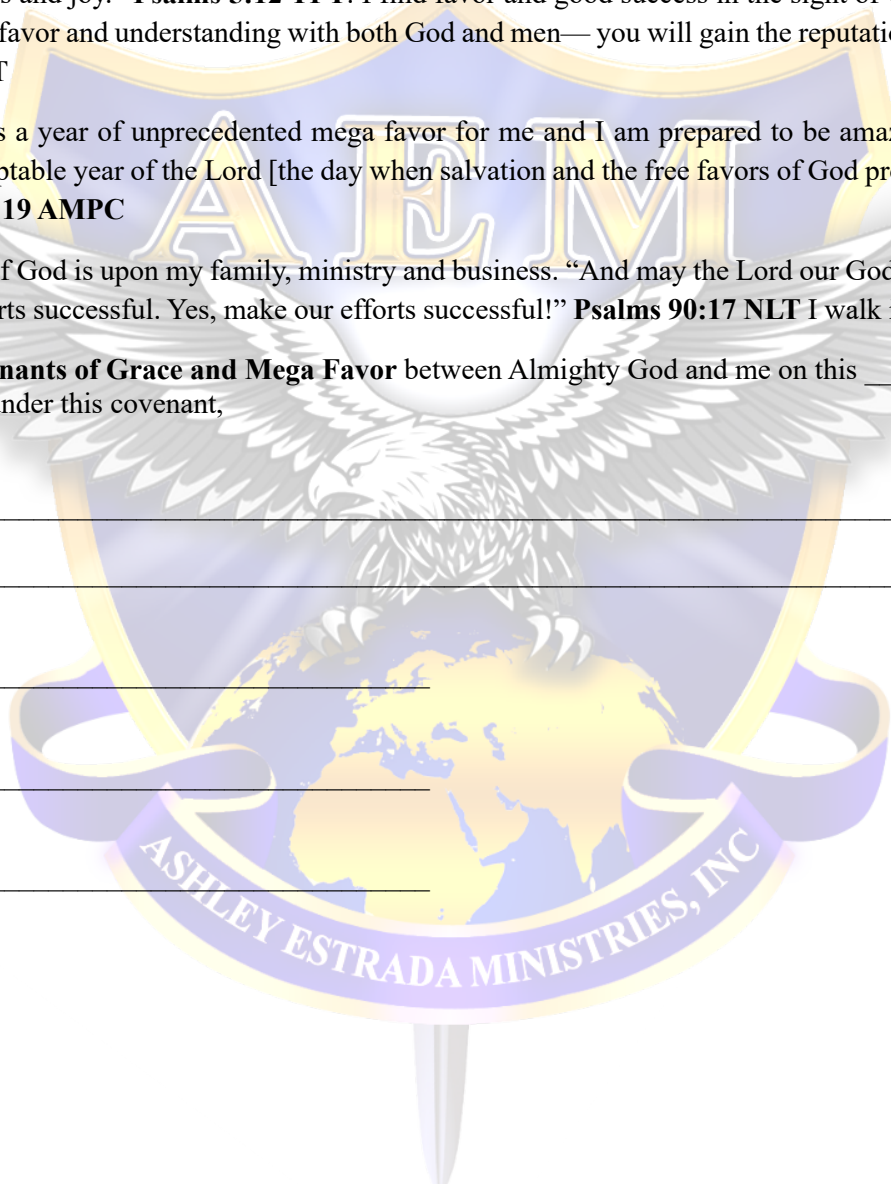 s and joy.” Psalms 5:12 TPT. I find favor and good success in the sight of
favor and understanding with both God and men— you will gain the reputatio
T
s a year of unprecedented mega favor for me and I am prepared to be ama
ptable year of the Lord [the day when salvation and the free favors of God pr
19 AMPC
f God is upon my family, ministry and business. “And may the Lord our God
rts successful. Yes, make our efforts successful!” Psalms 90:17 NLT I walk
nants of Grace and Mega Favor between Almighty God and me on this __
under this covenant,
AEM
ASHLEY ESTRADA MINISTRIES, INC